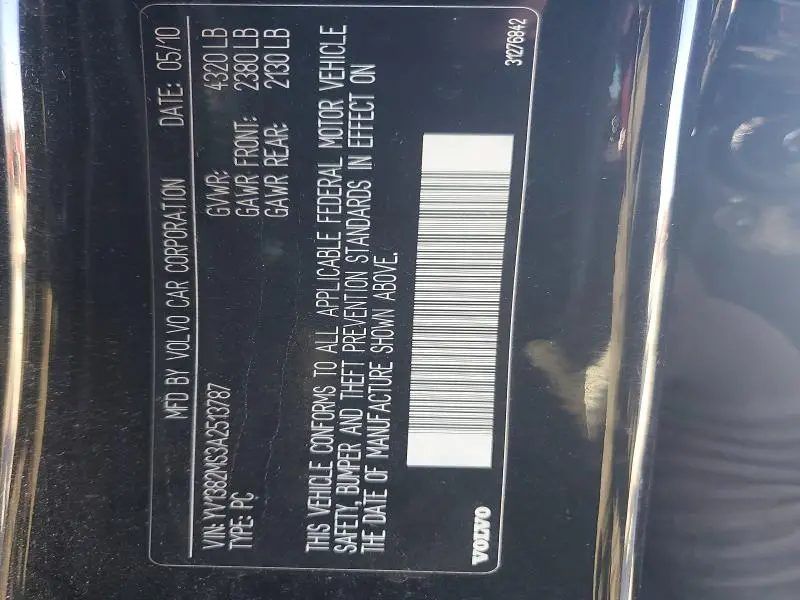 MFD BY VOLVO CAR CORPORATION DATE: 05/10
VIN: YV1382MS3A2513787 GVWR: 4320 LB
TYPE: PC GAWR FRONT: 2380 LB
GAWR REAR: 2130 LB
THIS VEHICLE CONFORMS TO ALL APPLICABLE FEDERAL MOTOR VEHICLE
SAFETY, BUMPER AND THEFT PREVENTION STANDARDS IN EFFECT ON
THE DATE OF MANUFACTURE SHOWN ABOVE.
VOLVO 31276842